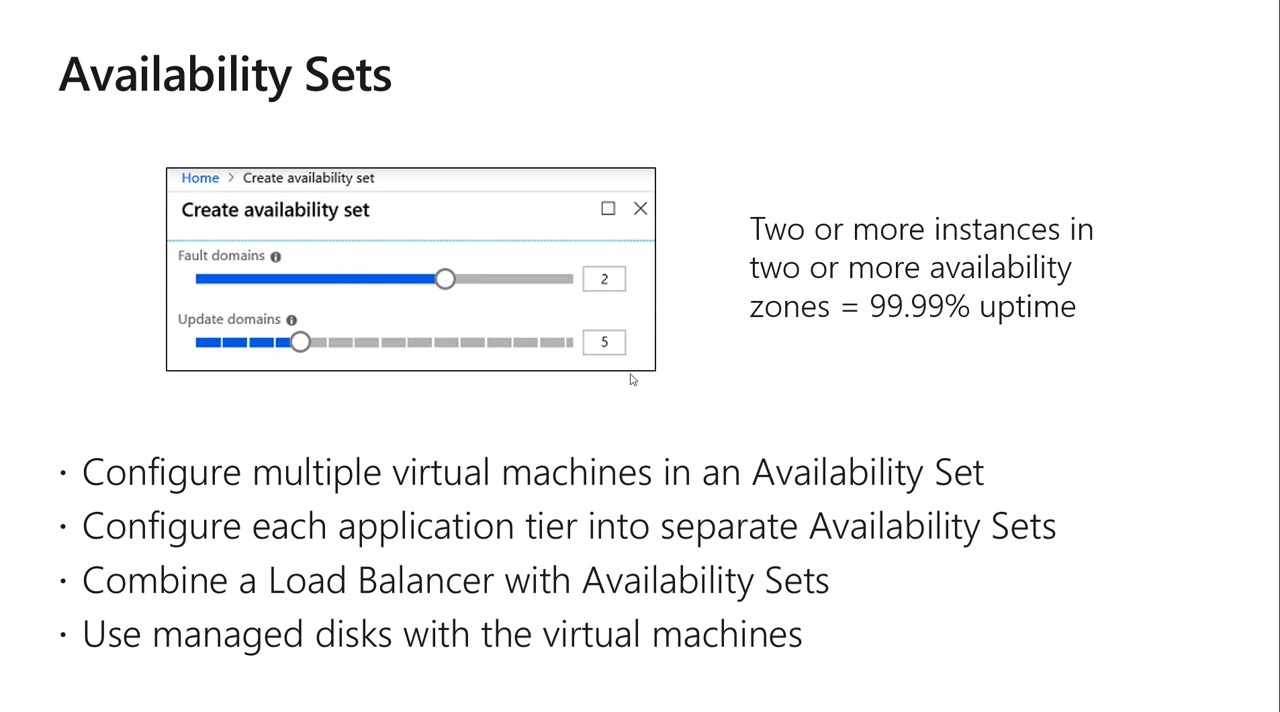 Availability Sets
Home > Create availability set
Create availability set
Fault domains
2
Update domains
5
Two or more instances in
two or more availability
zones = 99.99% uptime
· Configure multiple virtual machines in an Availability Set
· Configure each application tier into separate Availability Sets
· Combine a Load Balancer with Availability Sets
· Use managed disks with the virtual machines